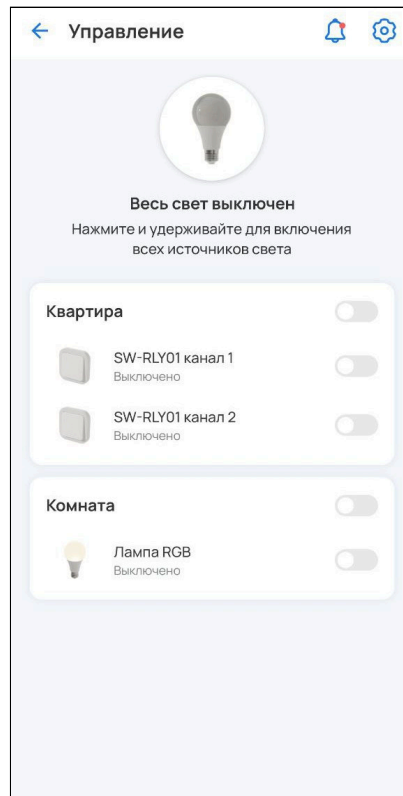 Управление
Весь свет выключен
Нажмите и удерживайте для включения
всех источников света
Квартира
SW-RLY01 канал 1
Выключено
SW-RLY01 канал 2
Выключено
Комната
Лампа RGB
Выключено